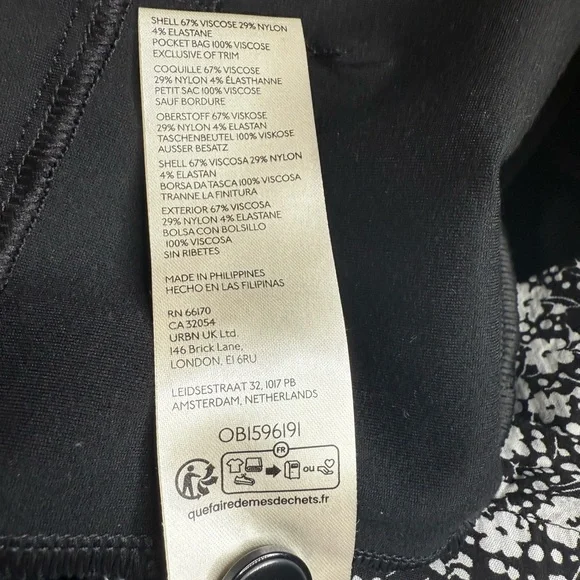 SHELL 67% VISCOSE 29% NYLON
4% ELASTANE
POCKET BAG 100% VISCOSE
EXCLUSIVE OF TRIM
COQUILLE 67% VISCOSE
29% NYLON 4% ÉLASTHANNE
PETIT SAC 100% VISCOSE
SAUF BORDURE
OBERSTOFF 67% VISKOSE
29% NYLON 4% ELASTAN
TASCHENBEUTEL 100% VISKOSE
AUSSER BESATZ
SHELL 67% VISCOSA 29% NYLON
4% ELASTAN
BORSA DA TASCA 100% VISCOSA
TRANNE LA FINITURA
EXTERIOR 67% VISCOSA
29% NYLON 4% ELASTANE
BOLSA CON BOLSILLO
100% VISCOSA
SIN RIBETES
MADE IN PHILIPPINES
HECHO EN LAS FILIPINAS
RN 66170
CA 32054
URBN UK Ltd.
146 Brick Lane,
LONDON, E1 6RU
LEIDSESTRAAT 32, 1017 PB
AMSTERDAM, NETHERLANDS
OB1596191
FR
ou
quefairedemesdechets.fr